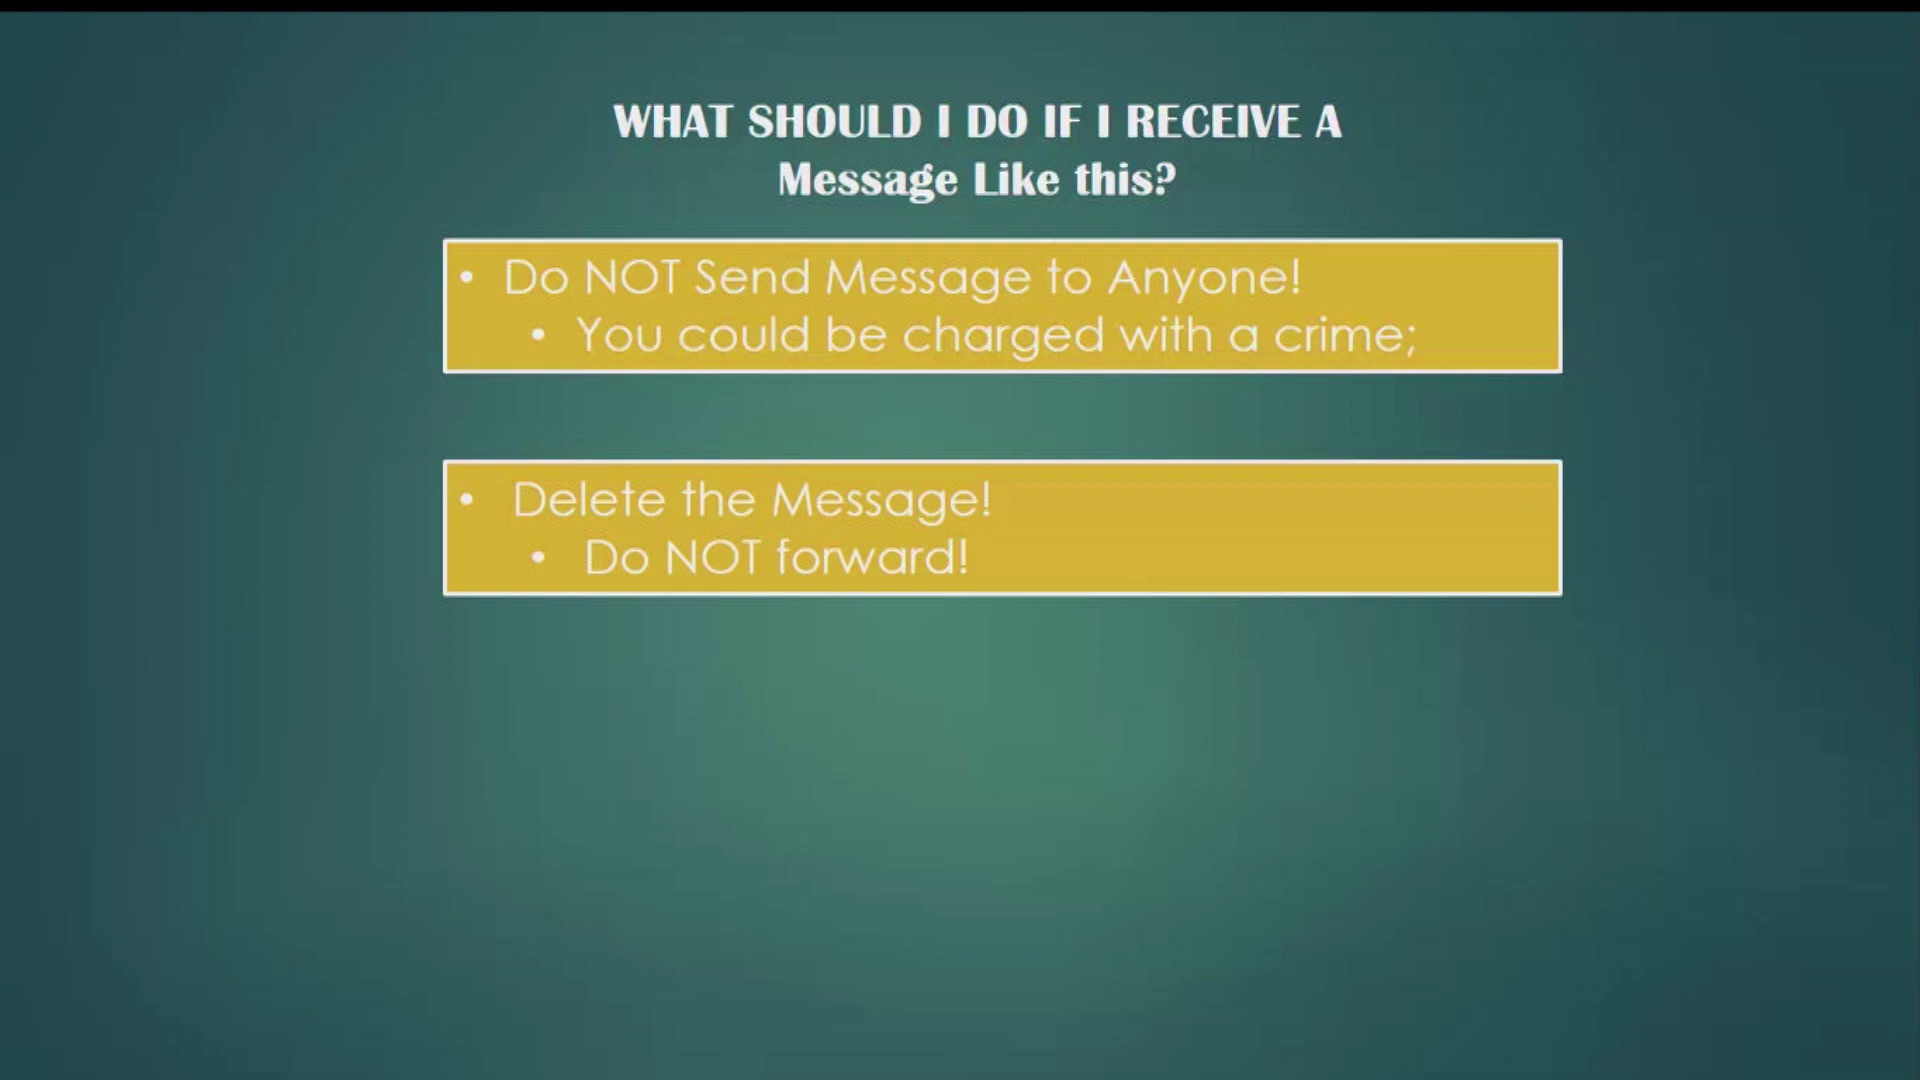 WHAT SHOULD I DO IF I RECEIVE A
Message Like this?
• Do NOT Send Message to Anyone!
• You could be charged with a crime;
• Delete the Message!
• Do NOT forward!